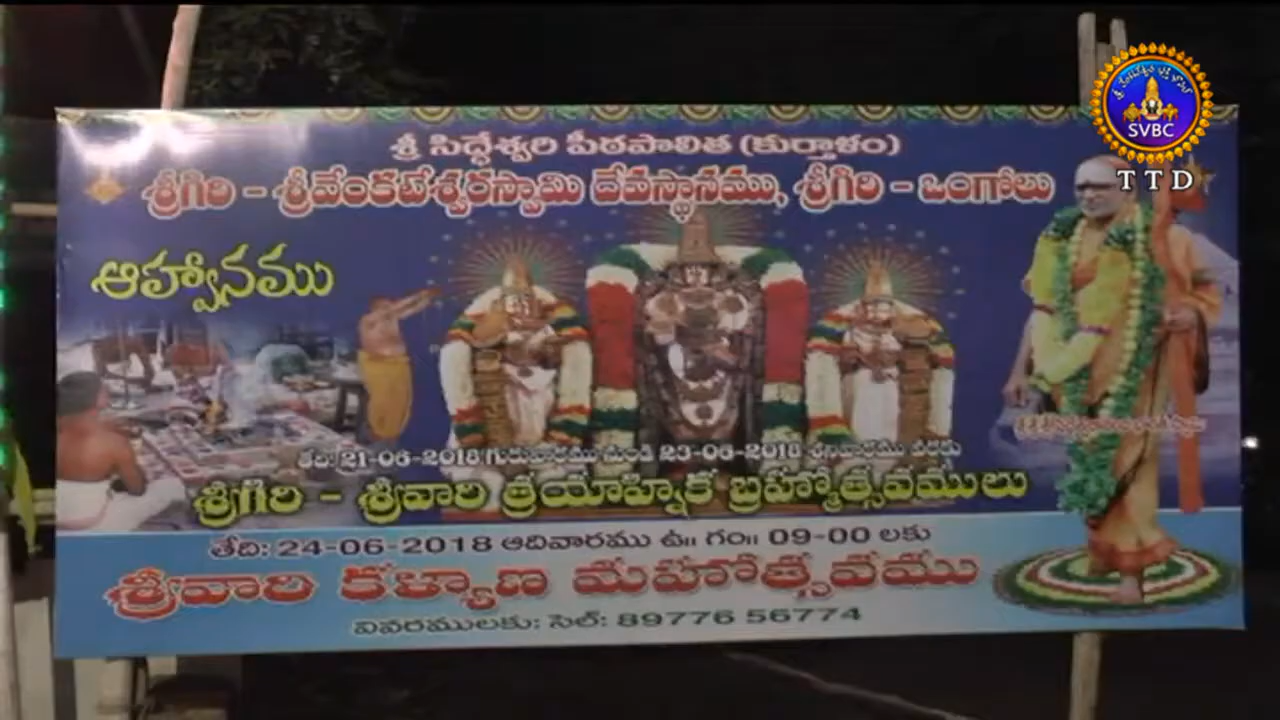 శ్రీ సిద్ధేశ్వరి పీఠపాలిత (కుర్తాళం)
శ్రీగిరి - శ్రీవేంకటేశ్వరస్వామి దేవస్థానము, శ్రీగిరి - ఒంగోలు
ఆహ్వానము
తేది: 21-06-2018 గురువారము నుండి 23-06-2018 శనివారము వరకు
శ్రీగిరి - శ్రీవారి త్రయాహ్నిక బ్రహ్మోత్సవములు
తేది: 24-06-2018 ఆదివారము ఉ॥ గం॥ 09-00 లకు
శ్రీవారి కళ్యాణ మహోత్సవము
వివరములకు: సెల్: 89776 56774
SVBC
TTD